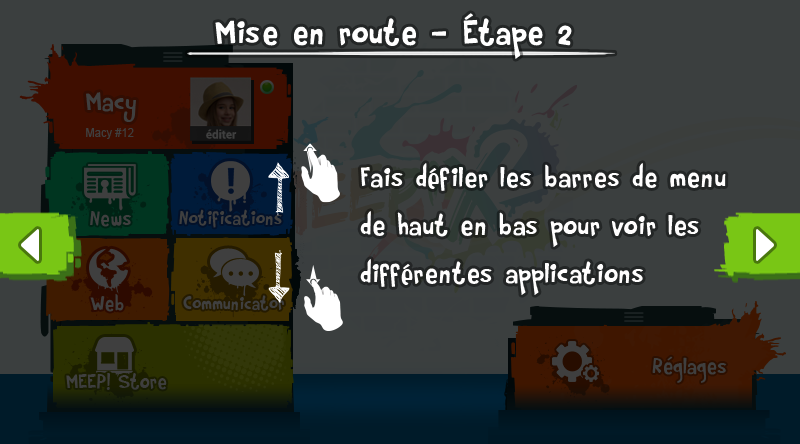 Mise en route - Étape 2
Macy
Macy #12
éditer
News
Notifications
Fais défiler les barres de menu
de haut en bas pour voir les
différentes applications
Web
Communicator
MEEP! Store
Réglages